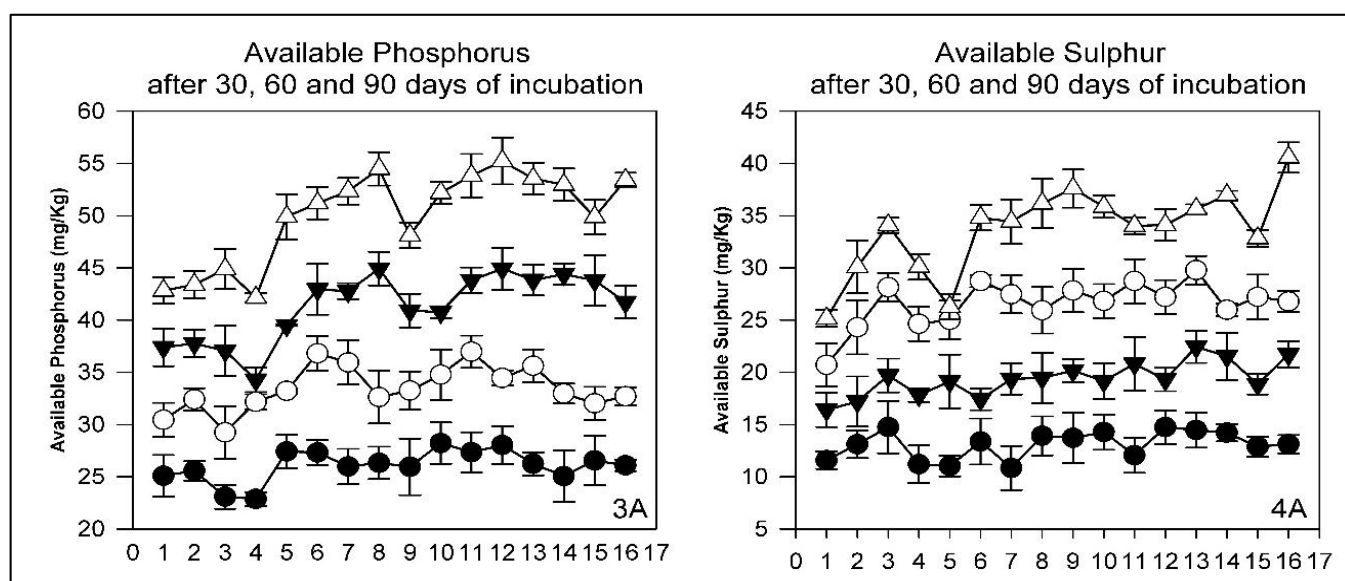 Available Phosphorus
after 30, 60 and 90 days of incubation
60
55
50
45
40
35
30
25
20
Available Phosphorus (mg/Kg)
3A
0 1 2 3 4 5 6 7 8 9 10 11 12 13 14 15 16 17
Available Sulphur
after 30, 60 and 90 days of incubation
45
40
35
30
25
20
15
10
5
Available Sulphur (mg/Kg)
4A
0 1 2 3 4 5 6 7 8 9 10 11 12 13 14 15 16 17